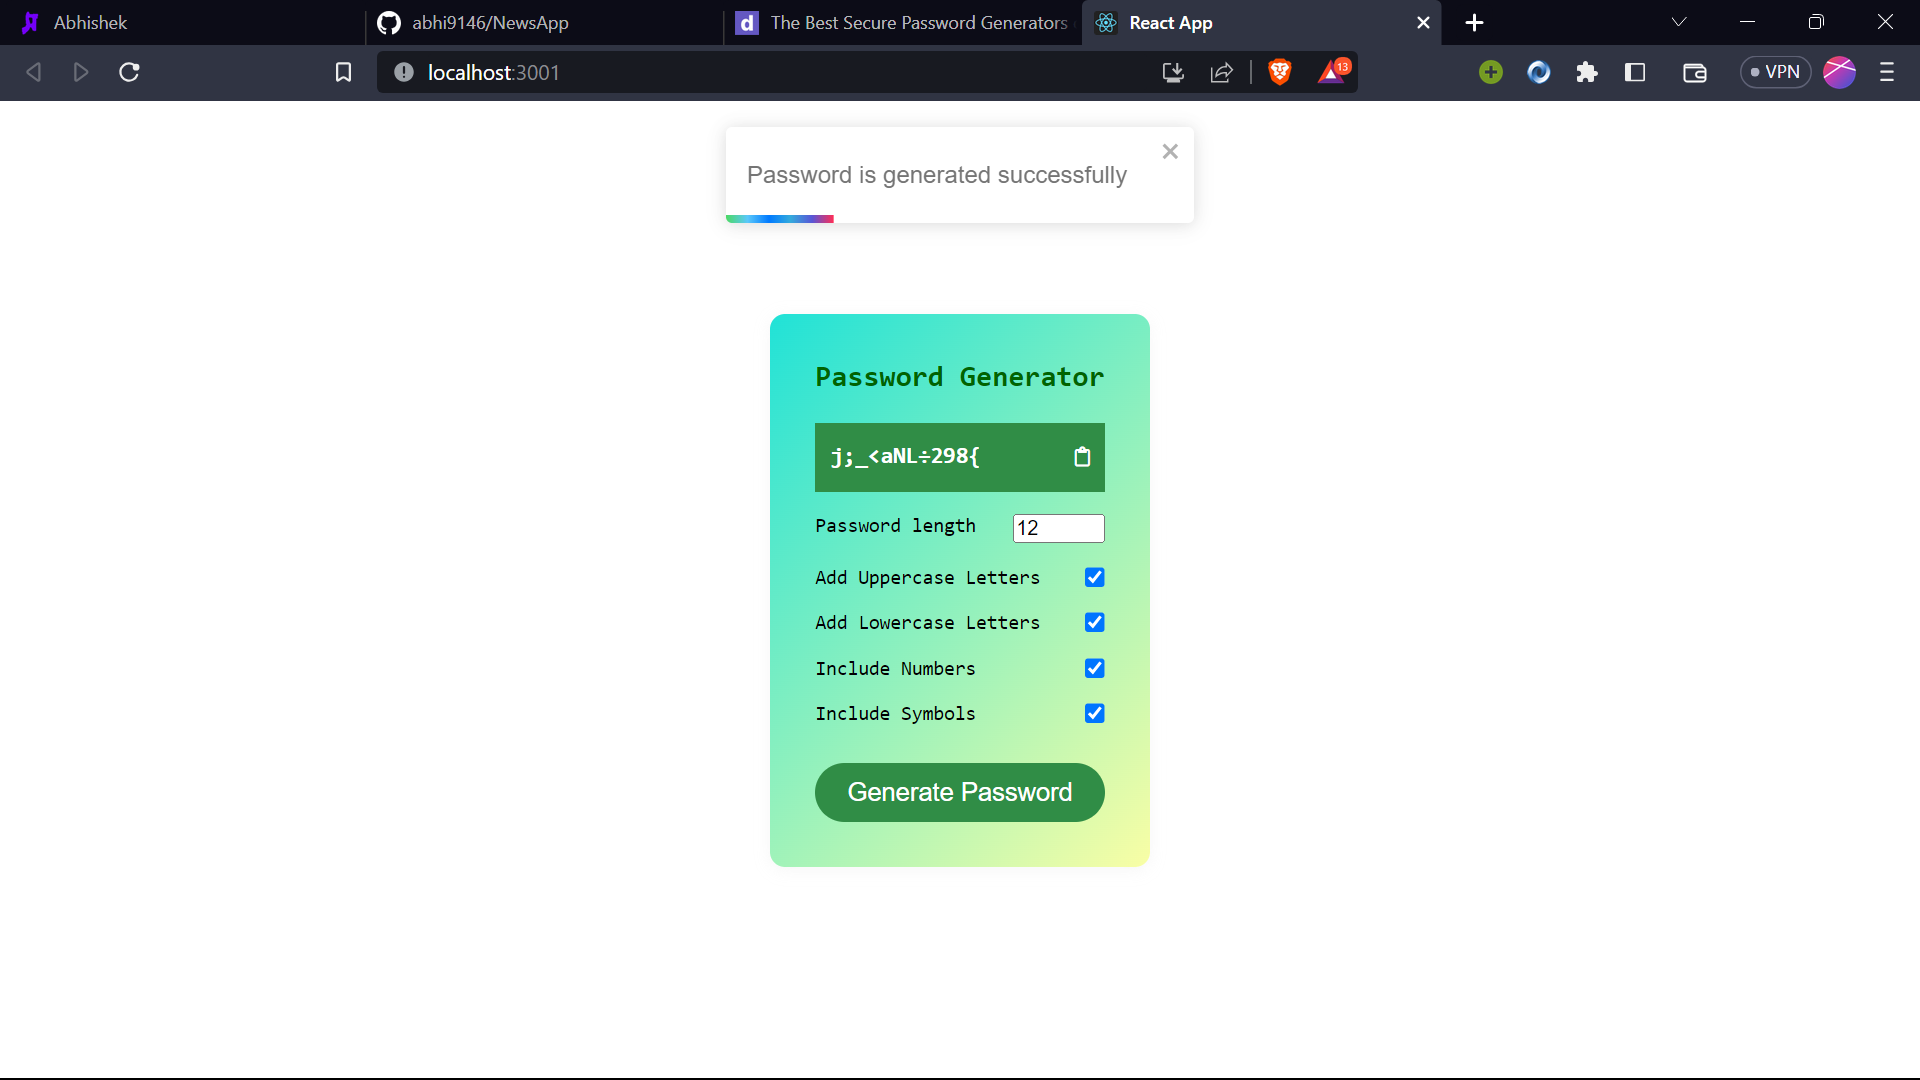 Abhishek
abhi9146/NewsApp
The Best Secure Password Generators
React App
localhost:3001
13
VPN
Password is generated successfully
Password Generator
j;_<aNL÷298{
Password length
12
Add Uppercase Letters
Add Lowercase Letters
Include Numbers
Include Symbols
Generate Password